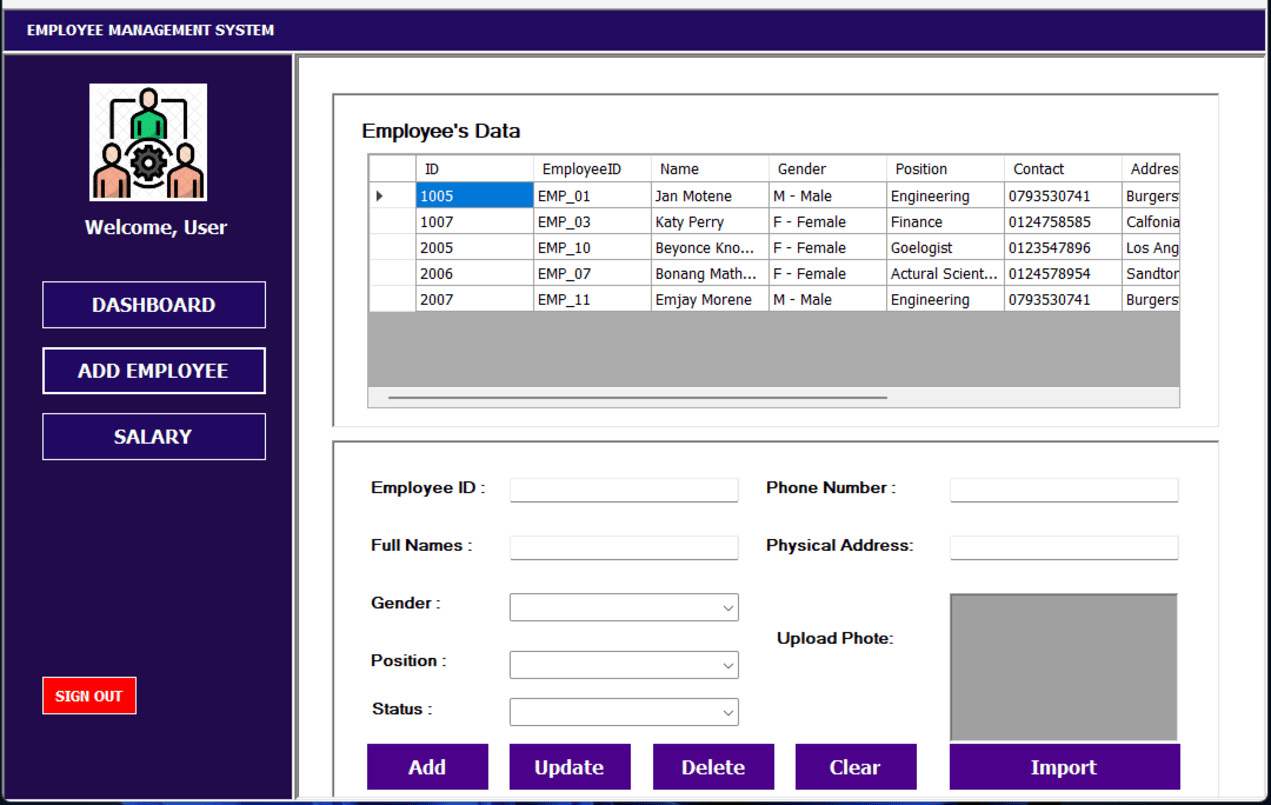 EMPLOYEE MANAGEMENT SYSTEM
Welcome, User
DASHBOARD
ADD EMPLOYEE
SALARY
SIGN OUT
Employee's Data
ID EmployeeID Name Gender Position Contact Addres
1005 EMP_01 Jan Motene M - Male Engineering 0793530741 Burgers
1007 EMP_03 Katy Perry F - Female Finance 0124758585 Calfonia
2005 EMP_10 Beyonce Kno... F - Female Goelogist 0123547896 Los Ang
2006 EMP_07 Bonang Math... F - Female Actural Scient... 0124578954 Sandton
2007 EMP_11 Emjay Morene M - Male Engineering 0793530741 Burgers
Employee ID : Phone Number :
Full Names : Physical Address:
Gender :
Upload Phote:
Position :
Status :
Add Update Delete Clear Import